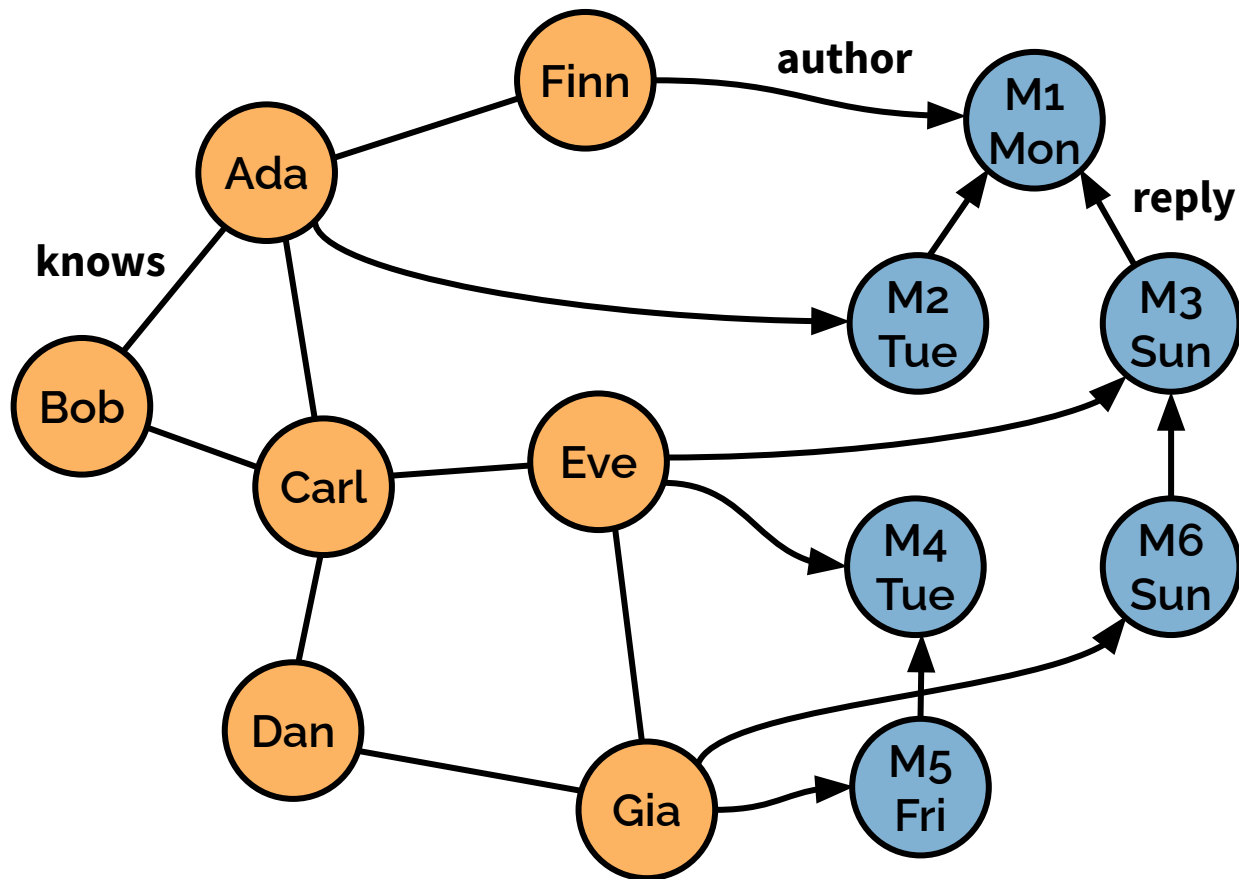 Finn
author
M1
Mon
Ada
reply
knows
M2
Tue
M3
Sun
Bob
Carl
Eve
M4
Tue
M6
Sun
Dan
Gia
M5
Fri